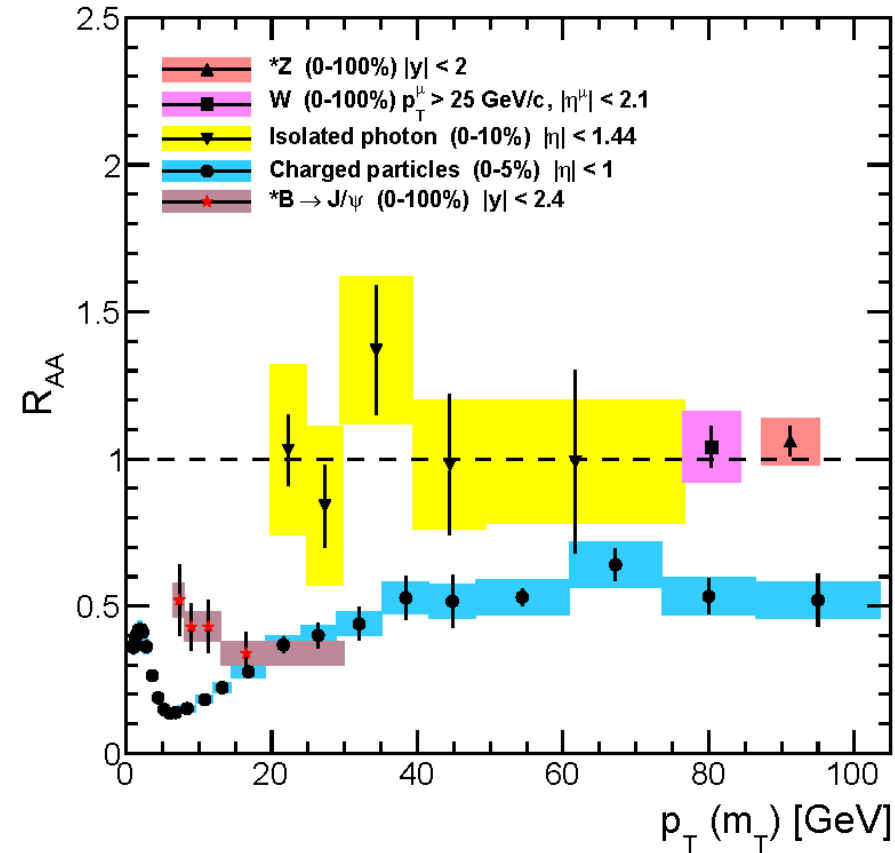 2.5
*Z (0-100%) |y| < 2
W (0-100%) p_T^μ > 25 GeV/c, |η^μ| < 2.1
Isolated photon (0-10%) |η| < 1.44
Charged particles (0-5%) |η| < 1
*B → J/ψ (0-100%) |y| < 2.4
2
1.5
R_AA
1
0.5
0
0 20 40 60 80 100
p_T (m_T) [GeV]